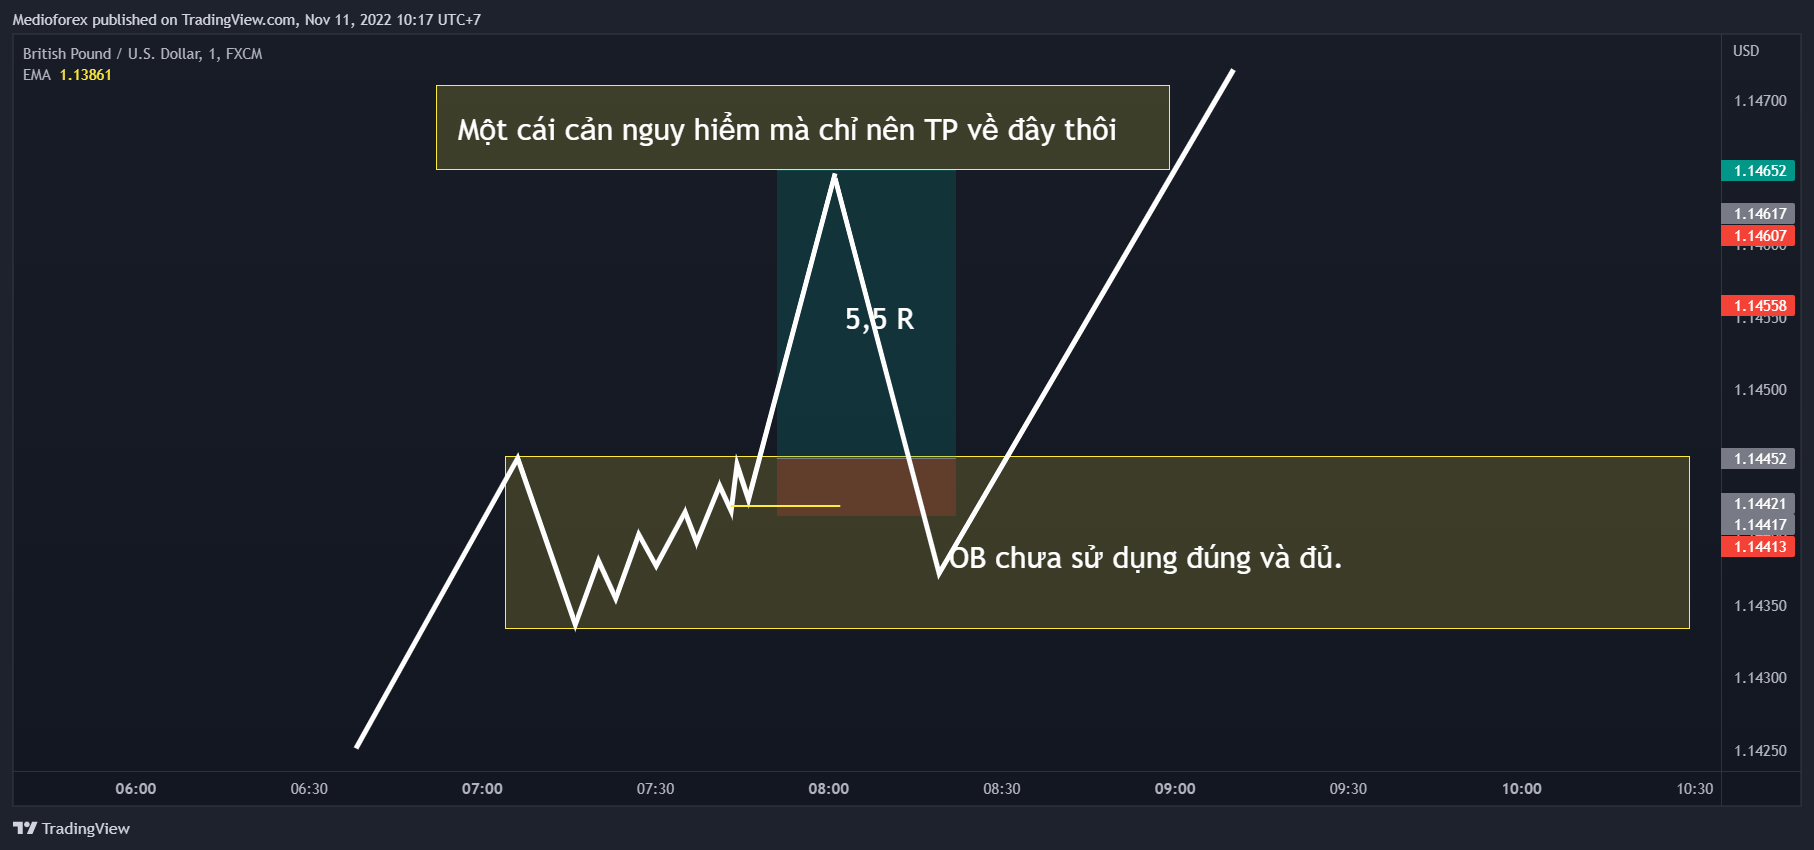 Medioforex published on TradingView.com, Nov 11, 2022 10:17 UTC+7
British Pound / U.S. Dollar, 1, FXCM
EMA 1.13861
USD
1.14700
Một cái cản nguy hiểm mà chỉ nên TP về đây thôi
1.14652
1.14617
1.14607
1.14600
1.14558
1.14550
5,5 R
1.14500
1.14452
1.14421
1.14417
1.14413
OB chưa sử dụng đúng và đủ.
1.14350
1.14300
1.14250
06:00 06:30 07:00 07:30 08:00 08:30 09:00 09:30 10:00 10:30
TradingView